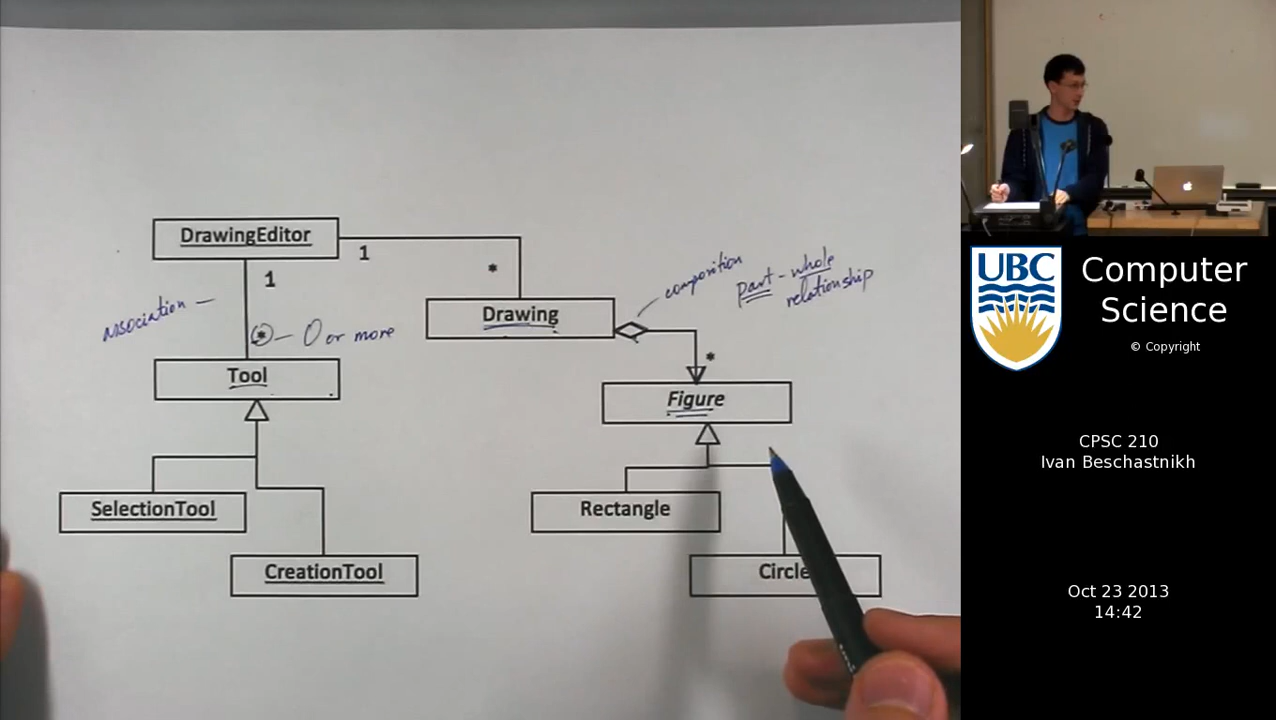 DrawingEditor
1
*
1
association
* - 0 or more
Drawing
composition
part - whole
relationship
Tool
*
Figure
SelectionTool
Rectangle
CreationTool
Circle
UBC
Computer
Science
© Copyright
CPSC 210
Ivan Beschastnikh
Oct 23 2013
14:42